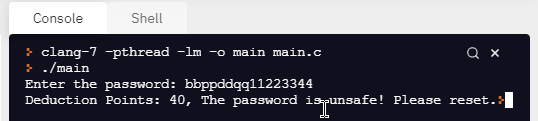 Console Shell
> clang-7 -pthread -lm -o main main.c
> ./main
Enter the password: bbppddqq11223344
Deduction Points: 40, The password is unsafe! Please reset.>